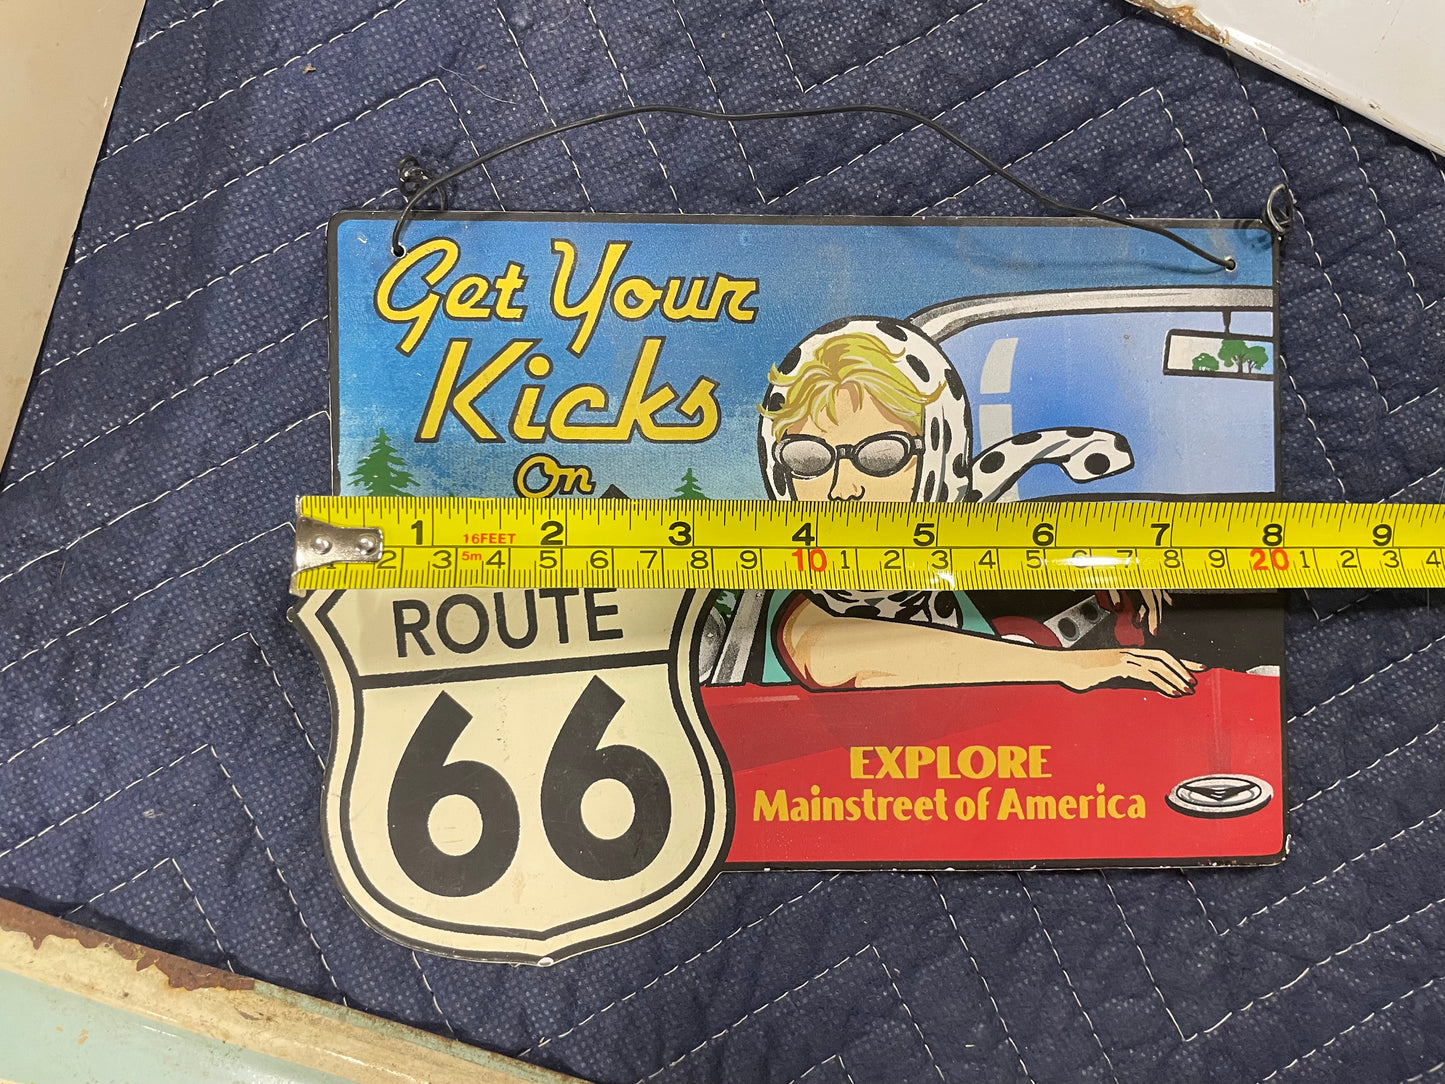 Get Your
Kicks
On
1 2 3 4 5 6 7 8 9
16FEET
5m
2 3 4 5 6 7 8 9 10 1 2 3 4 5 6 7 8 9 20 1 2 3 4
ROUTE
66
EXPLORE
Mainstreet of America